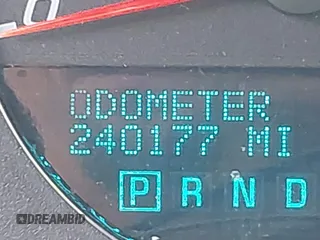 ODOMETER
240177 MI
P R N D
DREAMBID